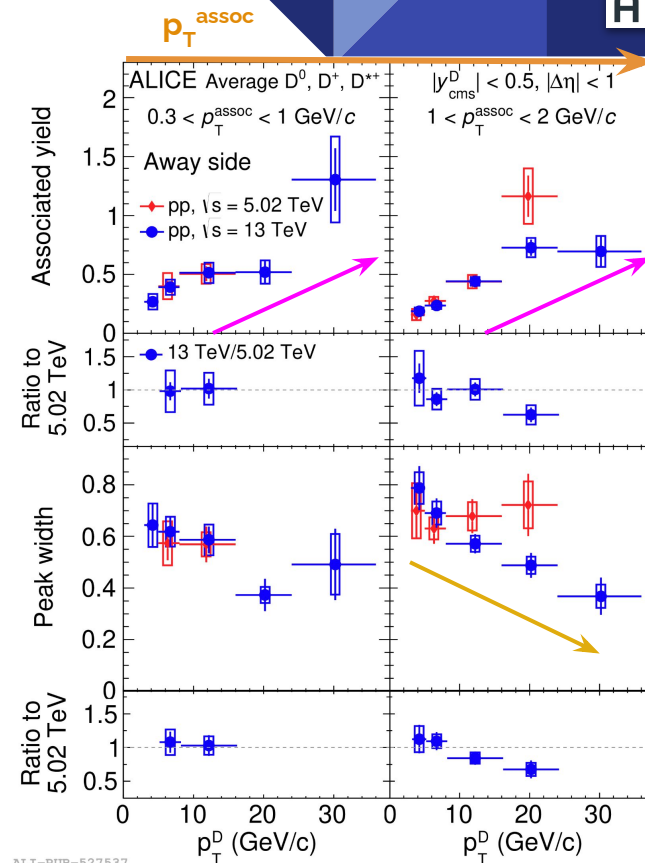 H
p_T^assoc
ALICE Average D⁰, D⁺, D*⁺
|y^D_cms| < 0.5, |Δη| < 1
0.3 < p_T^assoc < 1 GeV/c
1 < p_T^assoc < 2 GeV/c
Away side
pp, √s = 5.02 TeV
pp, √s = 13 TeV
Associated yield
2
1.5
1
0.5
0
13 TeV/5.02 TeV
Ratio to
5.02 TeV
1.5
1
0.5
Peak width
0.8
0.6
0.4
0.2
0
Ratio to
5.02 TeV
1.5
1
0.5
0 10 20 30 0 10 20 30
p_T^D (GeV/c) p_T^D (GeV/c)